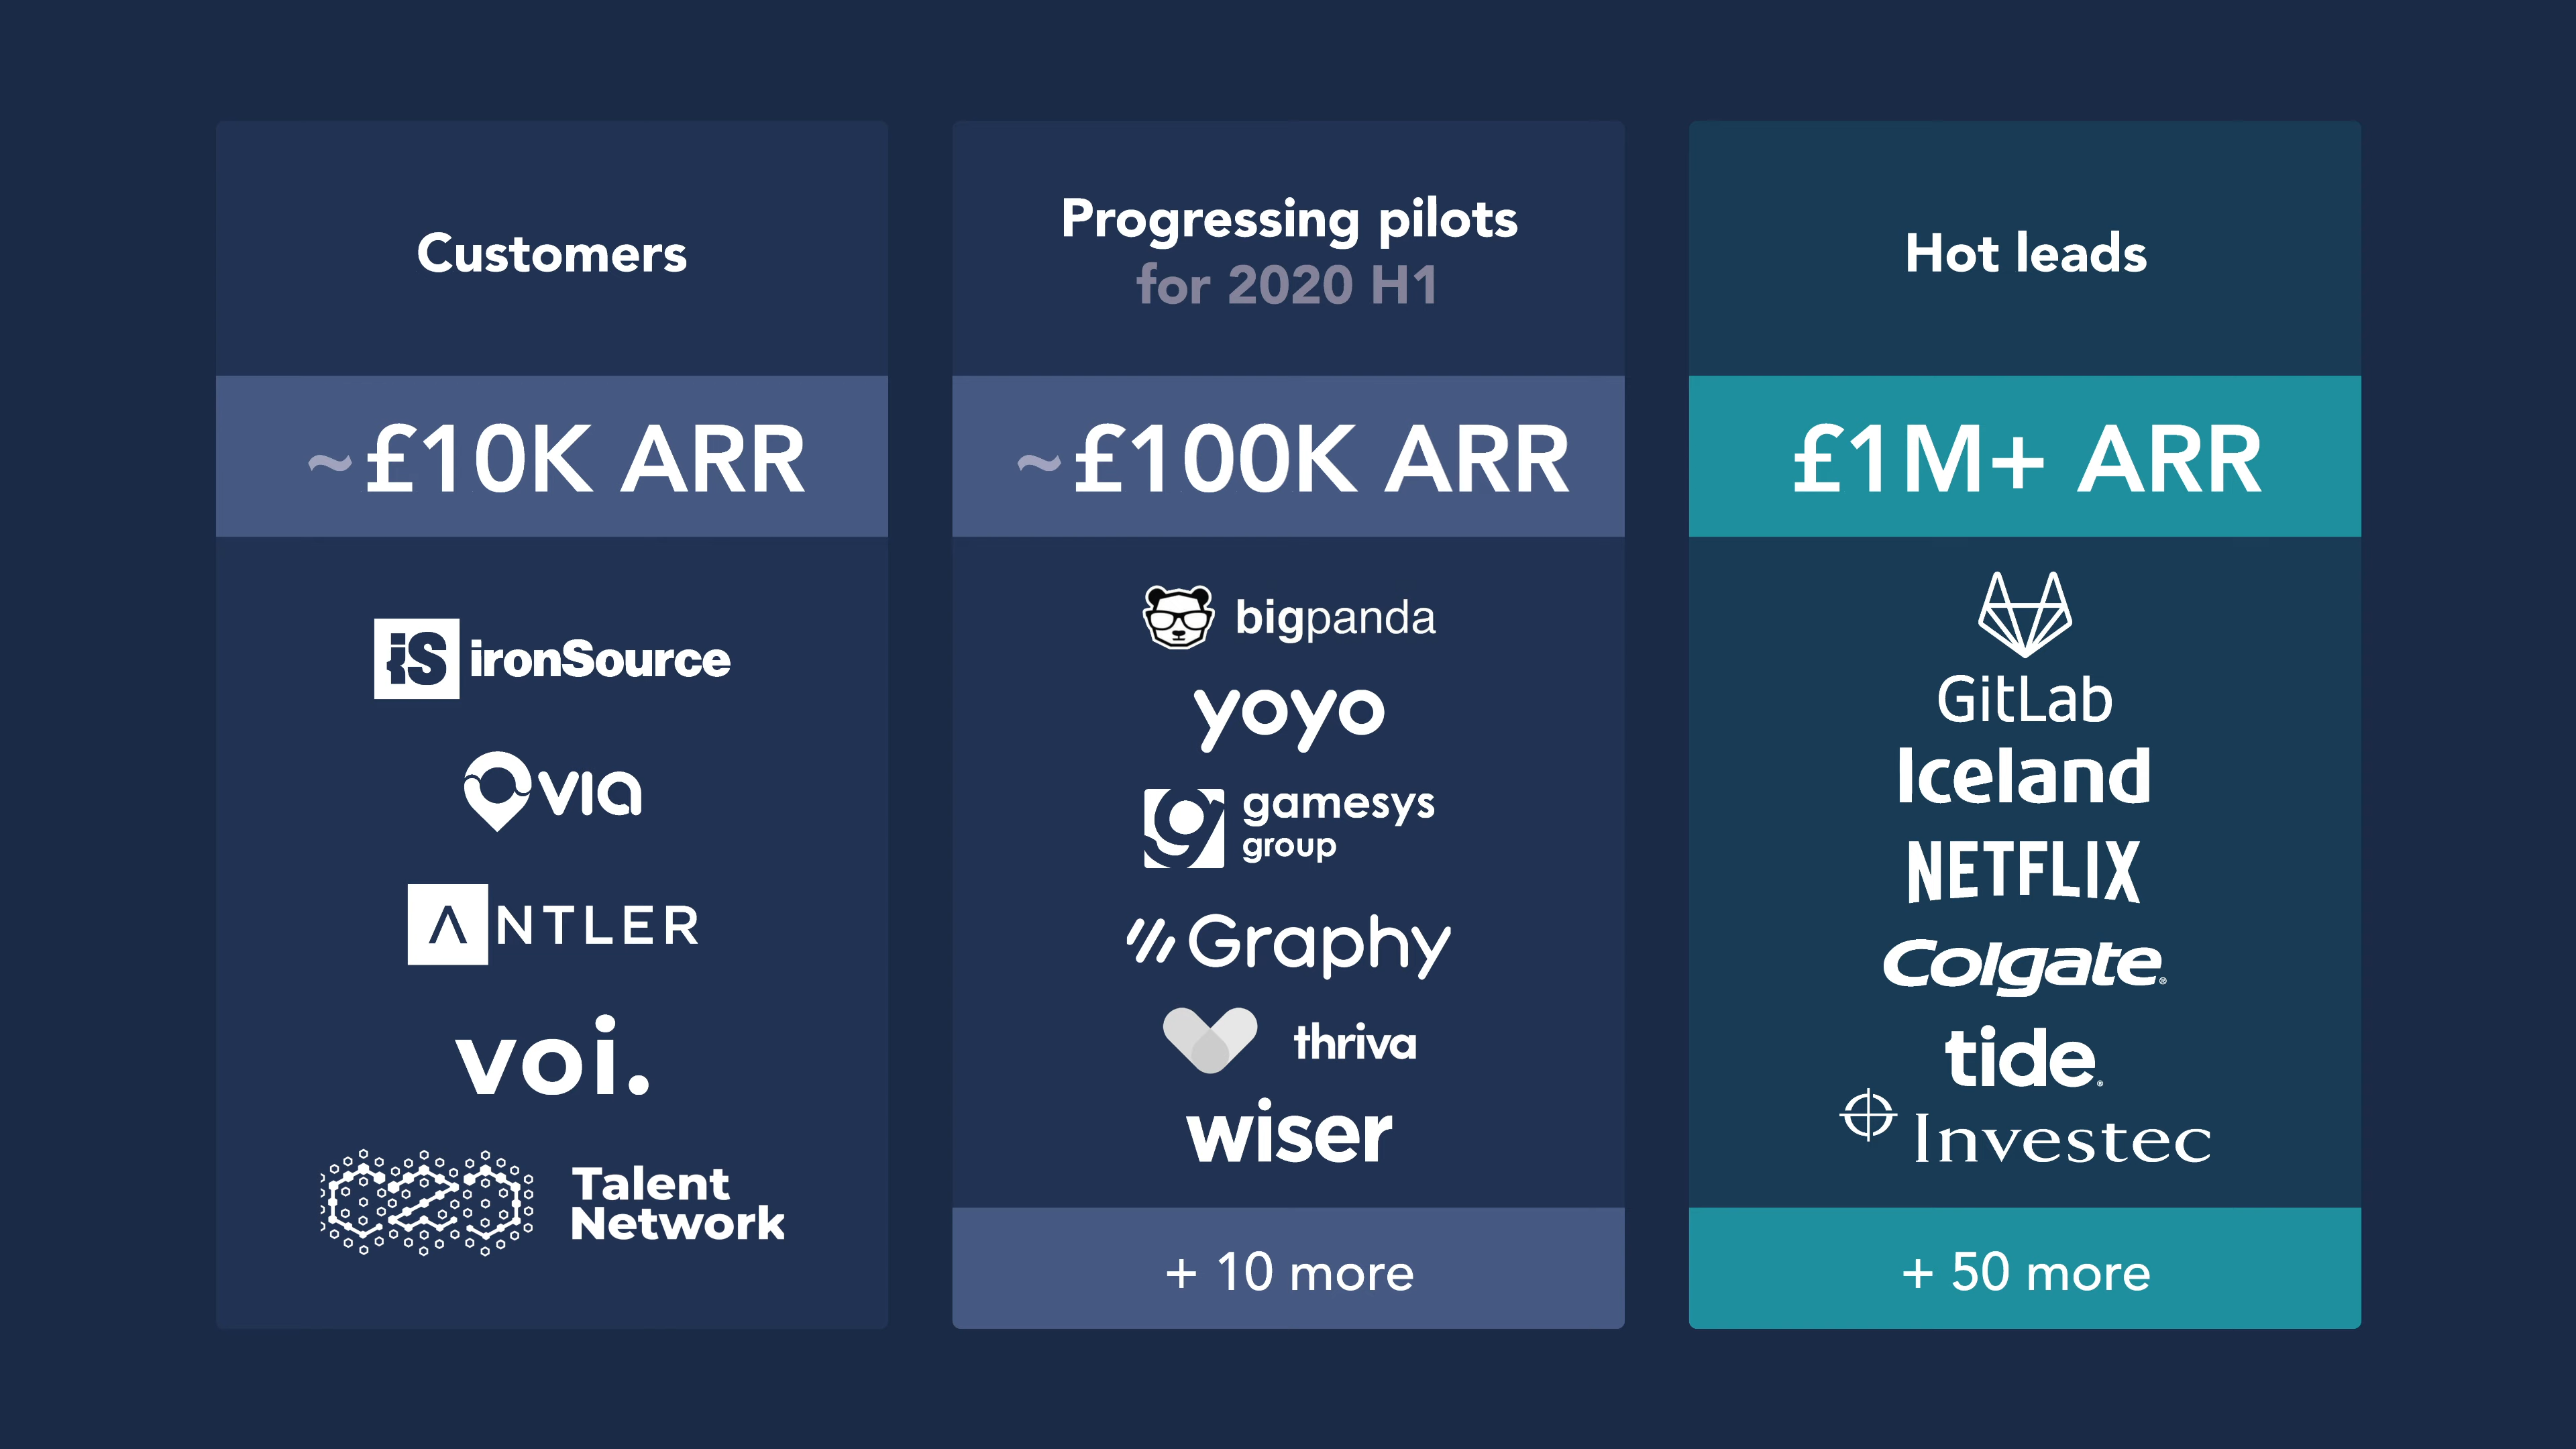 Customers
~£10K ARR
iS ironSource
via
ANTLER
voi.
Talent
Network
Progressing pilots
for 2020 H1
~£100K ARR
bigpanda
yoyo
g gamesys
group
Graphy
thriva
wiser
+ 10 more
Hot leads
£1M+ ARR
GitLab
Iceland
NETFLIX
Colgate®
tide®
Investec
+ 50 more